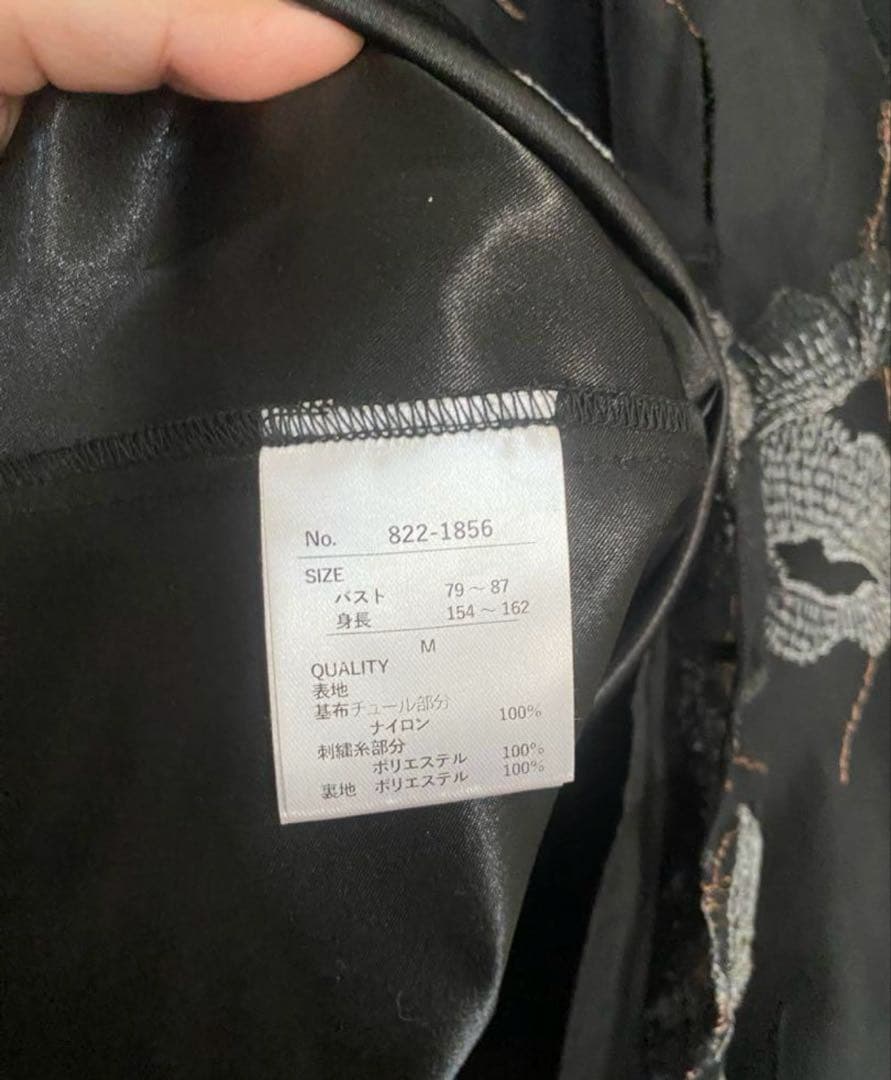 No. 822-1856
SIZE
バスト 79～87
身長 154～162
M
QUALITY
表地
基布チュール部分
ナイロン 100%
刺繍糸部分
ポリエステル 100%
裏地 ポリエステル 100%